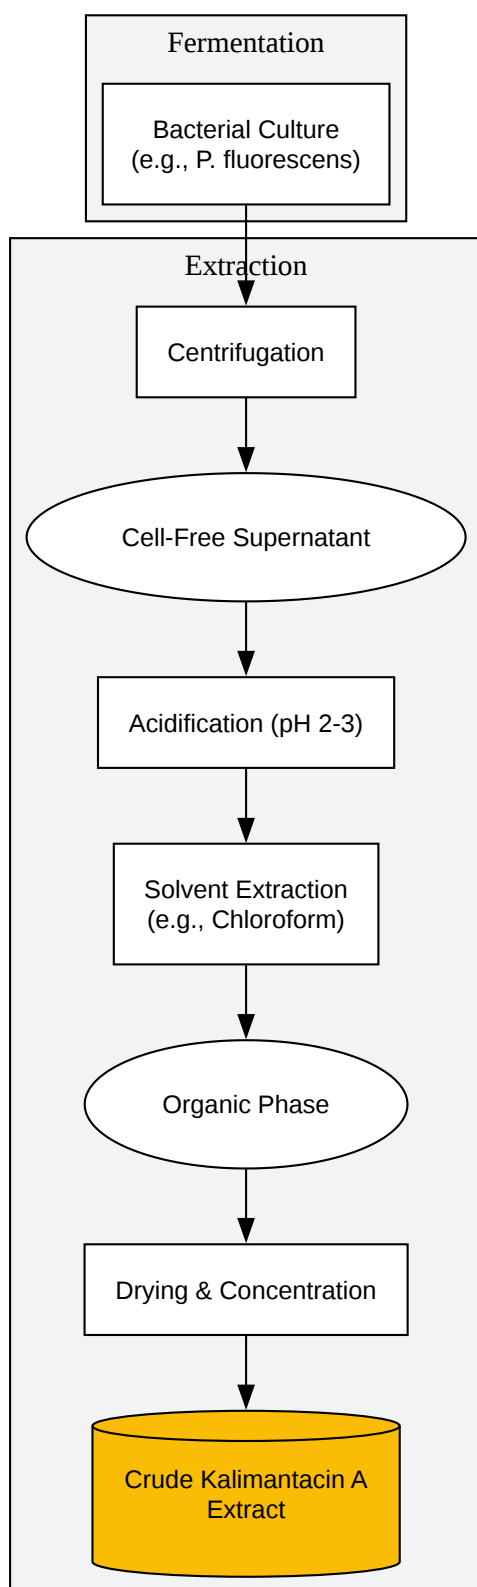 Fermentation
Bacterial Culture
(e.g., P. fluorescens)
Extraction
Centrifugation
Cell-Free Supernatant
Acidification (pH 2-3)
Solvent Extraction
(e.g., Chloroform)
Organic Phase
Drying & Concentration
Crude Kalimantacin A
Extract